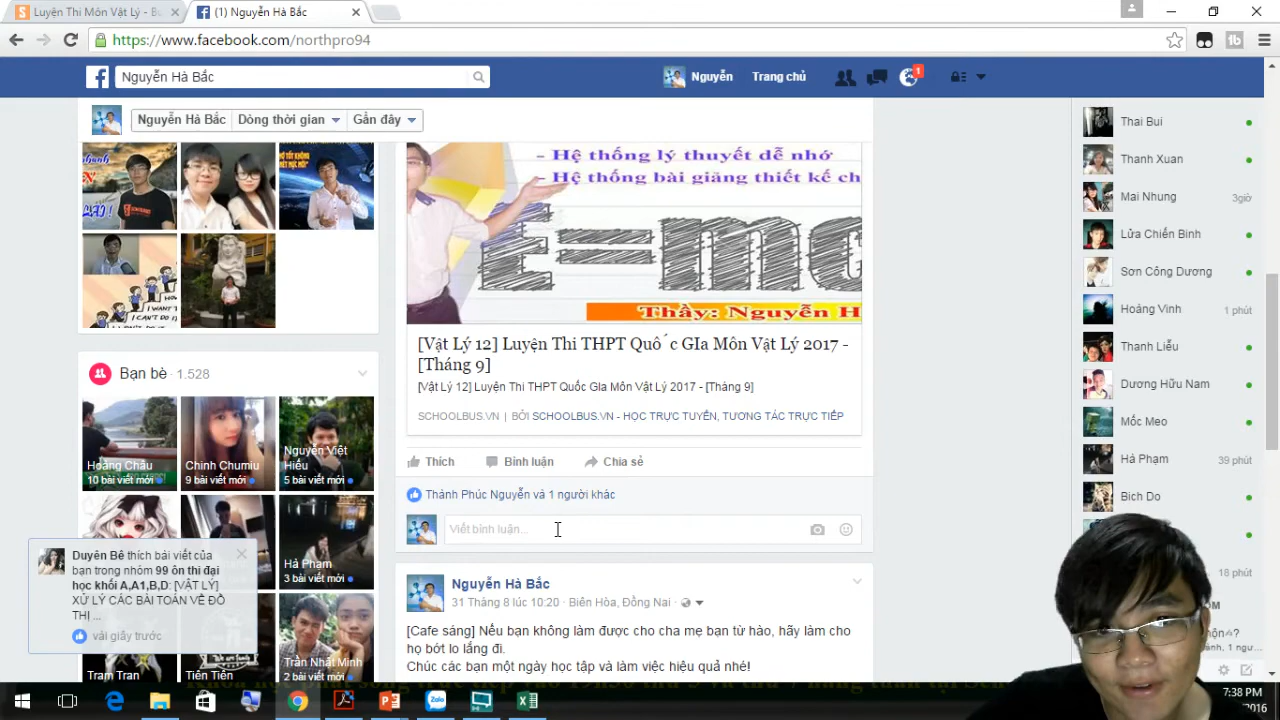 Luyện Thi Môn Vật Lý - B
(1) Nguyễn Hà Bắc
https://www.facebook.com/northpro94
Nguyễn Hà Bắc
Nguyễn
Trang chủ
1
Nguyễn Hà Bắc
Dòng thời gian
Gần đây
- Hệ thống lý thuyết dễ nhớ
- Hệ thống bài giảng thiết kế ch
E=mc
Thầy: Nguyễn H
[Vật Lý 12] Luyện Thi THPT Quố c GIa Môn Vật Lý 2017 -
[Tháng 9]
[Vật Lý 12] Luyện Thi THPT Quốc GIa Môn Vật Lý 2017 - [Tháng 9]
SCHOOLBUS.VN | BỞI SCHOOLBUS.VN - HỌC TRỰC TUYẾN, TƯƠNG TÁC TRỰC TIẾP
Thích
Bình luận
Chia sẻ
Thành Phúc Nguyễn và 1 người khác
Viết bình luận...
Nguyễn Hà Bắc
31 Tháng 8 lúc 10:20 · Biên Hòa, Đồng Nai ·
[Cafe sáng] Nếu bạn không làm được cho cha mẹ bạn tự hào, hãy làm cho
họ bớt lo lắng đi.
Chúc các bạn một ngày học tập và làm việc hiệu quả nhé!
Bạn bè · 1.528
Hoàng Châu
10 bài viết mới
Chinh Chumiu
9 bài viết mới
Nguyễn Việt
Hiếu
5 bài viết mới
Hà Phạm
3 bài viết mới
Tram Tran
Tiên Tiên
Trần Nhật Minh
Duyên Bê thích bài viết của
bạn trong nhóm 99 ôn thi đại
học khối A,A1,B,D: [VẬT LÝ]
XỬ LÝ CÁC BÀI TOÁN VỀ ĐỒ
THỊ ...
vài giây trước
Thai Bui
Thanh Xuan
Mai Nhung
3giờ
Lửa Chiến Binh
Sơn Công Dương
Hoàng Vinh
1 phút
Thanh Liễu
Dương Hữu Nam
Mốc Meo
Hà Phạm
39 phút
Bich Do
18 phút
7:38 PM
2016